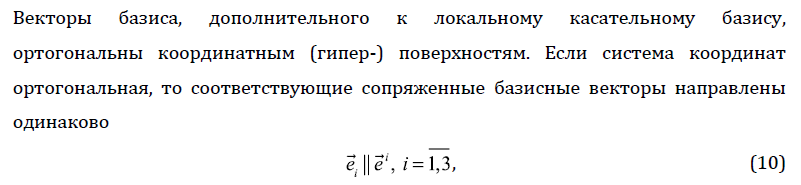 Векторы базиса, дополнительного к локальному касательному базису,
ортогональны координатным (гипер-) поверхностям. Если система координат
ортогональная, то соответствующие сопряженные базисные векторы направлены
одинаково
$\vec{e}_i \parallel \vec{e}^{\,i},\ i = \overline{1,3},$ (10)